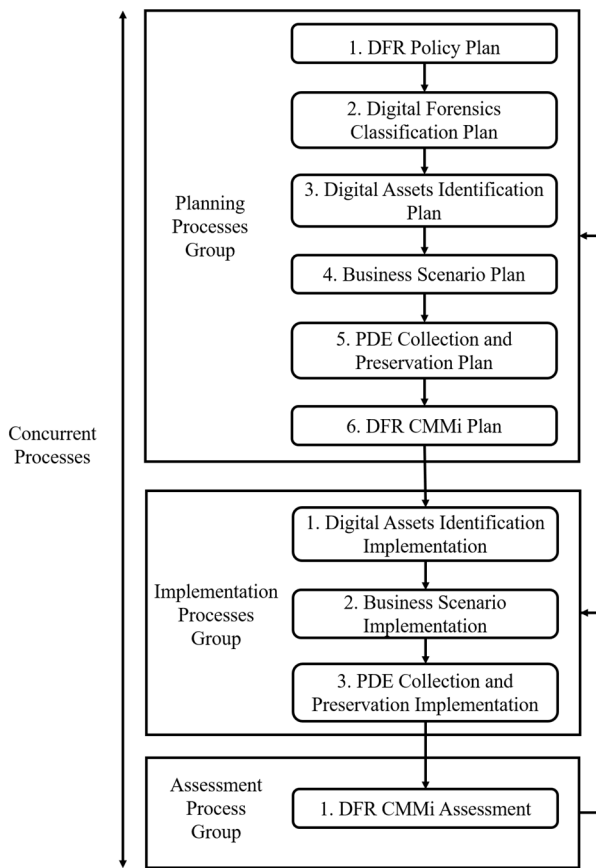 Concurrent
Processes
Planning
Processes
Group
1. DFR Policy Plan
2. Digital Forensics
Classification Plan
3. Digital Assets Identification
Plan
4. Business Scenario Plan
5. PDE Collection and
Preservation Plan
6. DFR CMMi Plan
Implementation
Processes
Group
1. Digital Assets Identification
Implementation
2. Business Scenario
Implementation
3. PDE Collection and
Preservation Implementation
Assessment
Process
Group
1. DFR CMMi Assessment